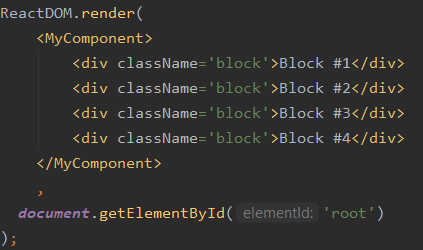 ReactDOM.render(
<MyComponent>
<div className='block'>Block #1</div>
<div className='block'>Block #2</div>
<div className='block'>Block #3</div>
<div className='block'>Block #4</div>
</MyComponent>
,
document.getElementById( elementId: 'root')
);